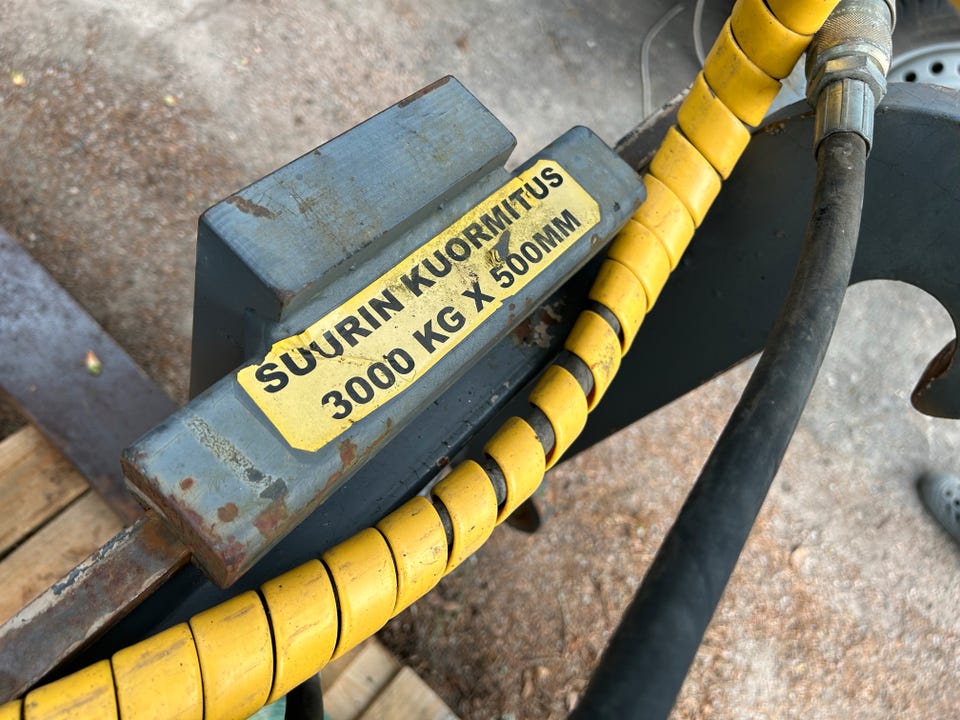 SUURIN KUORMITUS
3000 KG X 500MM